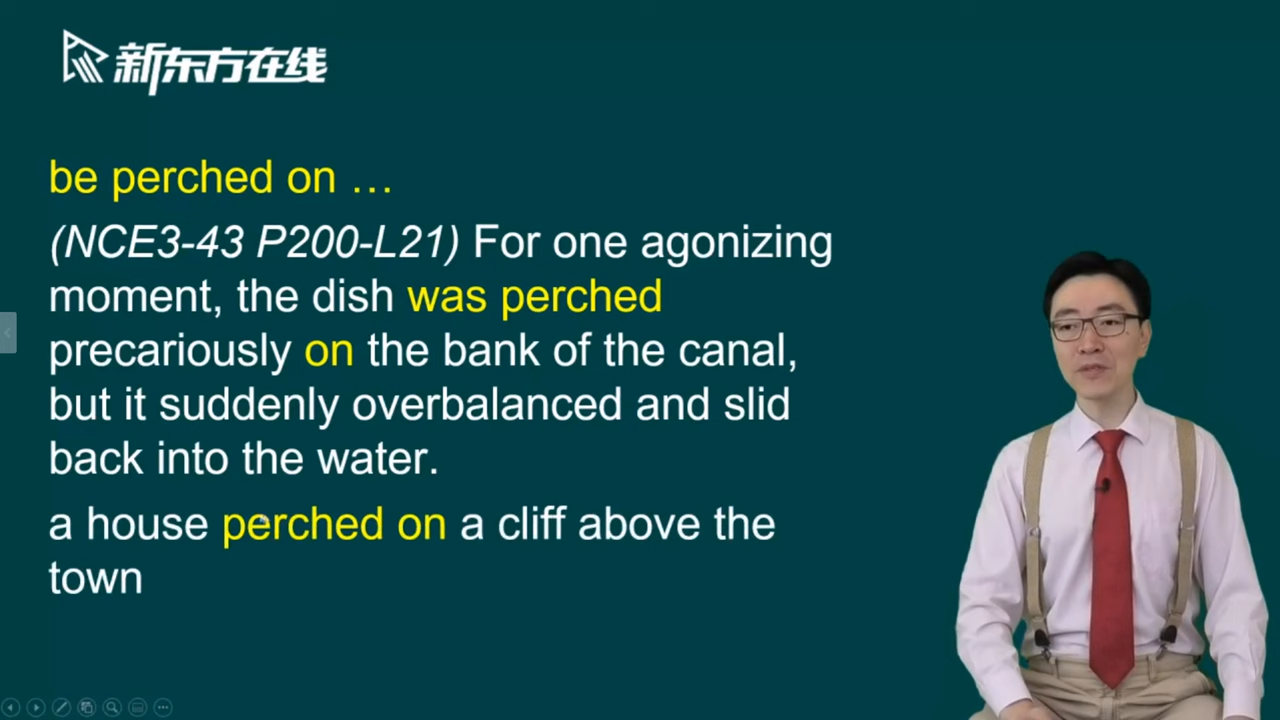 新东方在线
be perched on …
(NCE3-43 P200-L21) For one agonizing
moment, the dish was perched
precariously on the bank of the canal,
but it suddenly overbalanced and slid
back into the water.
a house perched on a cliff above the
town